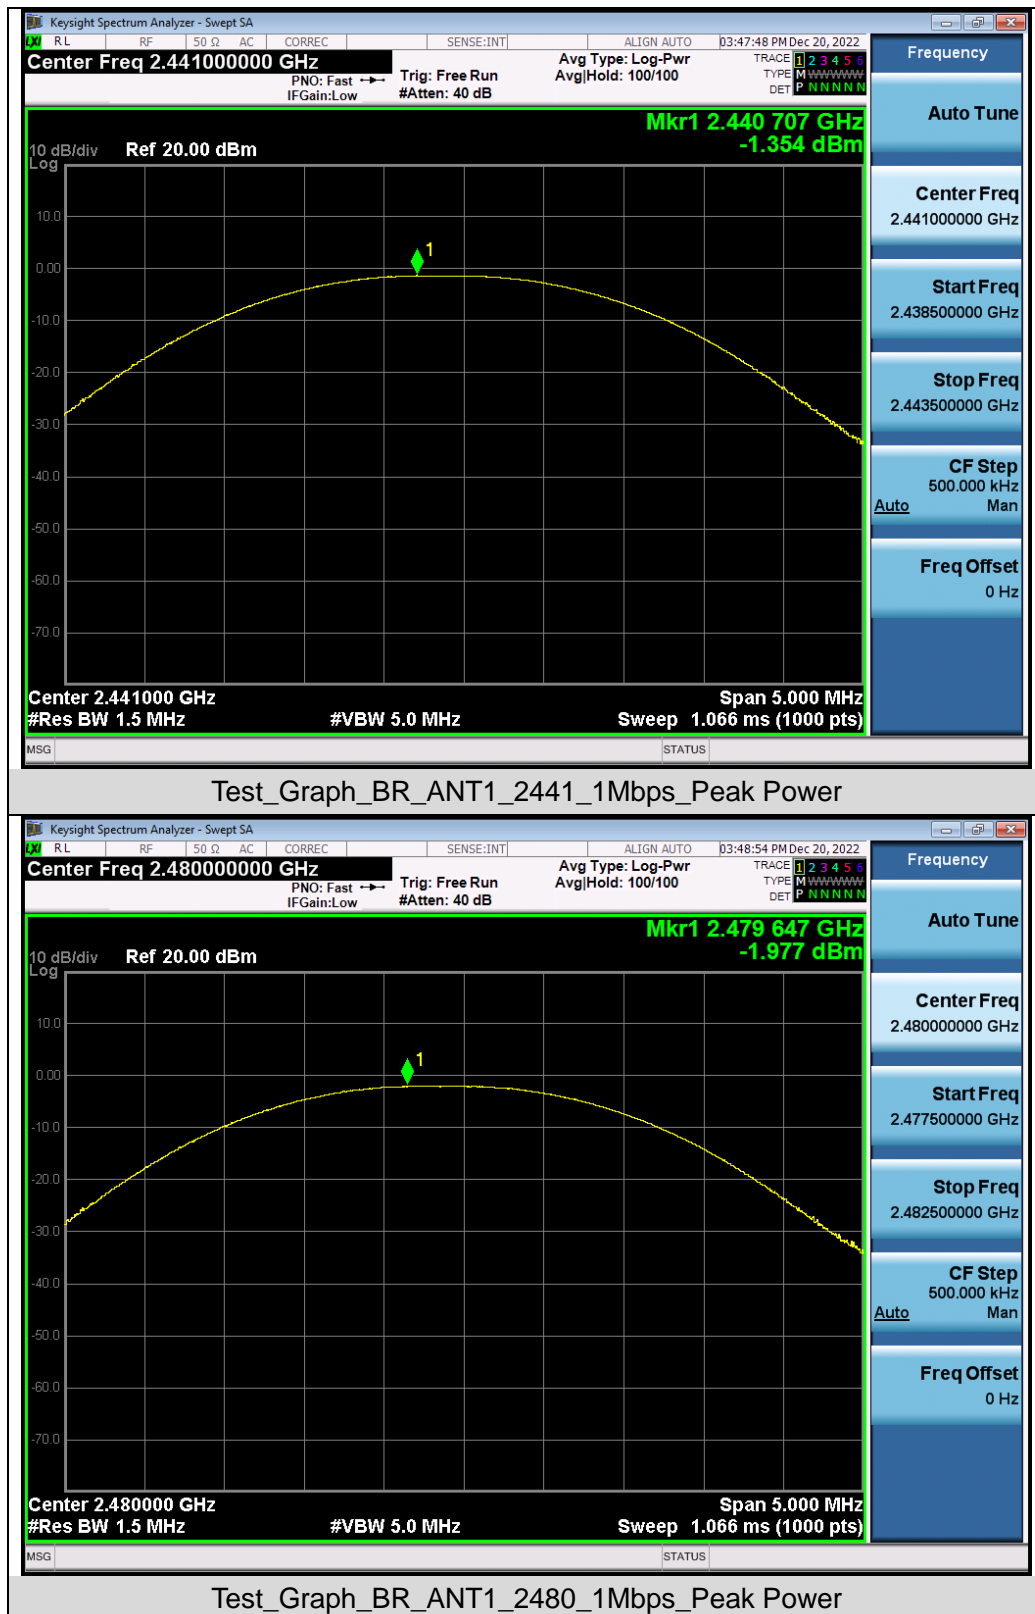 Keysight Spectrum Analyzer - Swept SA
LXI RL RF 50 Ω AC CORREC SENSE:INT ALIGN AUTO 03:47:48 PM Dec 20, 2022
Center Freq 2.441000000 GHz
PNO: Fast
IFGain:Low
Trig: Free Run
#Atten: 40 dB
Avg Type: Log-Pwr
Avg|Hold: 100/100
TRACE 1 2 3 4 5 6
TYPE M WWWWW
DET P N N N N N
Mkr1 2.440 707 GHz
-1.354 dBm
10 dB/div Ref 20.00 dBm
Log
1
10.0
0.00
-10.0
-20.0
-30.0
-40.0
-50.0
-60.0
-70.0
Center 2.441000 GHz Span 5.000 MHz
#Res BW 1.5 MHz #VBW 5.0 MHz Sweep 1.066 ms (1000 pts)
MSG STATUS
Frequency
Auto Tune
Center Freq
2.441000000 GHz
Start Freq
2.438500000 GHz
Stop Freq
2.443500000 GHz
CF Step
500.000 kHz
Auto Man
Freq Offset
0 Hz
Test_Graph_BR_ANT1_2441_1Mbps_Peak Power
Keysight Spectrum Analyzer - Swept SA
LXI RL RF 50 Ω AC CORREC SENSE:INT ALIGN AUTO 03:48:54 PM Dec 20, 2022
Center Freq 2.480000000 GHz
PNO: Fast
IFGain:Low
Trig: Free Run
#Atten: 40 dB
Avg Type: Log-Pwr
Avg|Hold: 100/100
TRACE 1 2 3 4 5 6
TYPE M WWWWW
DET P N N N N N
Mkr1 2.479 647 GHz
-1.977 dBm
10 dB/div Ref 20.00 dBm
Log
1
10.0
0.00
-10.0
-20.0
-30.0
-40.0
-50.0
-60.0
-70.0
Center 2.480000 GHz Span 5.000 MHz
#Res BW 1.5 MHz #VBW 5.0 MHz Sweep 1.066 ms (1000 pts)
MSG STATUS
Frequency
Auto Tune
Center Freq
2.480000000 GHz
Start Freq
2.477500000 GHz
Stop Freq
2.482500000 GHz
CF Step
500.000 kHz
Auto Man
Freq Offset
0 Hz
Test_Graph_BR_ANT1_2480_1Mbps_Peak Power